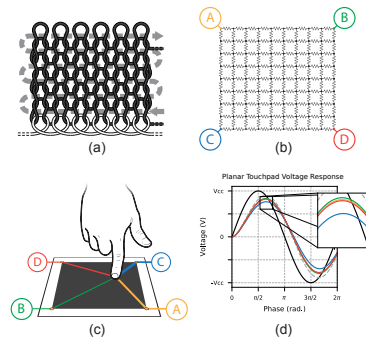 A
B
(a)
C
D
(b)
D
C
B
A
(c)
Planar Touchpad Voltage Response
Vcc
0
-Vcc
Voltage (V)
0
π/2
π
3π/2
2π
Phase (rad.)
(d)